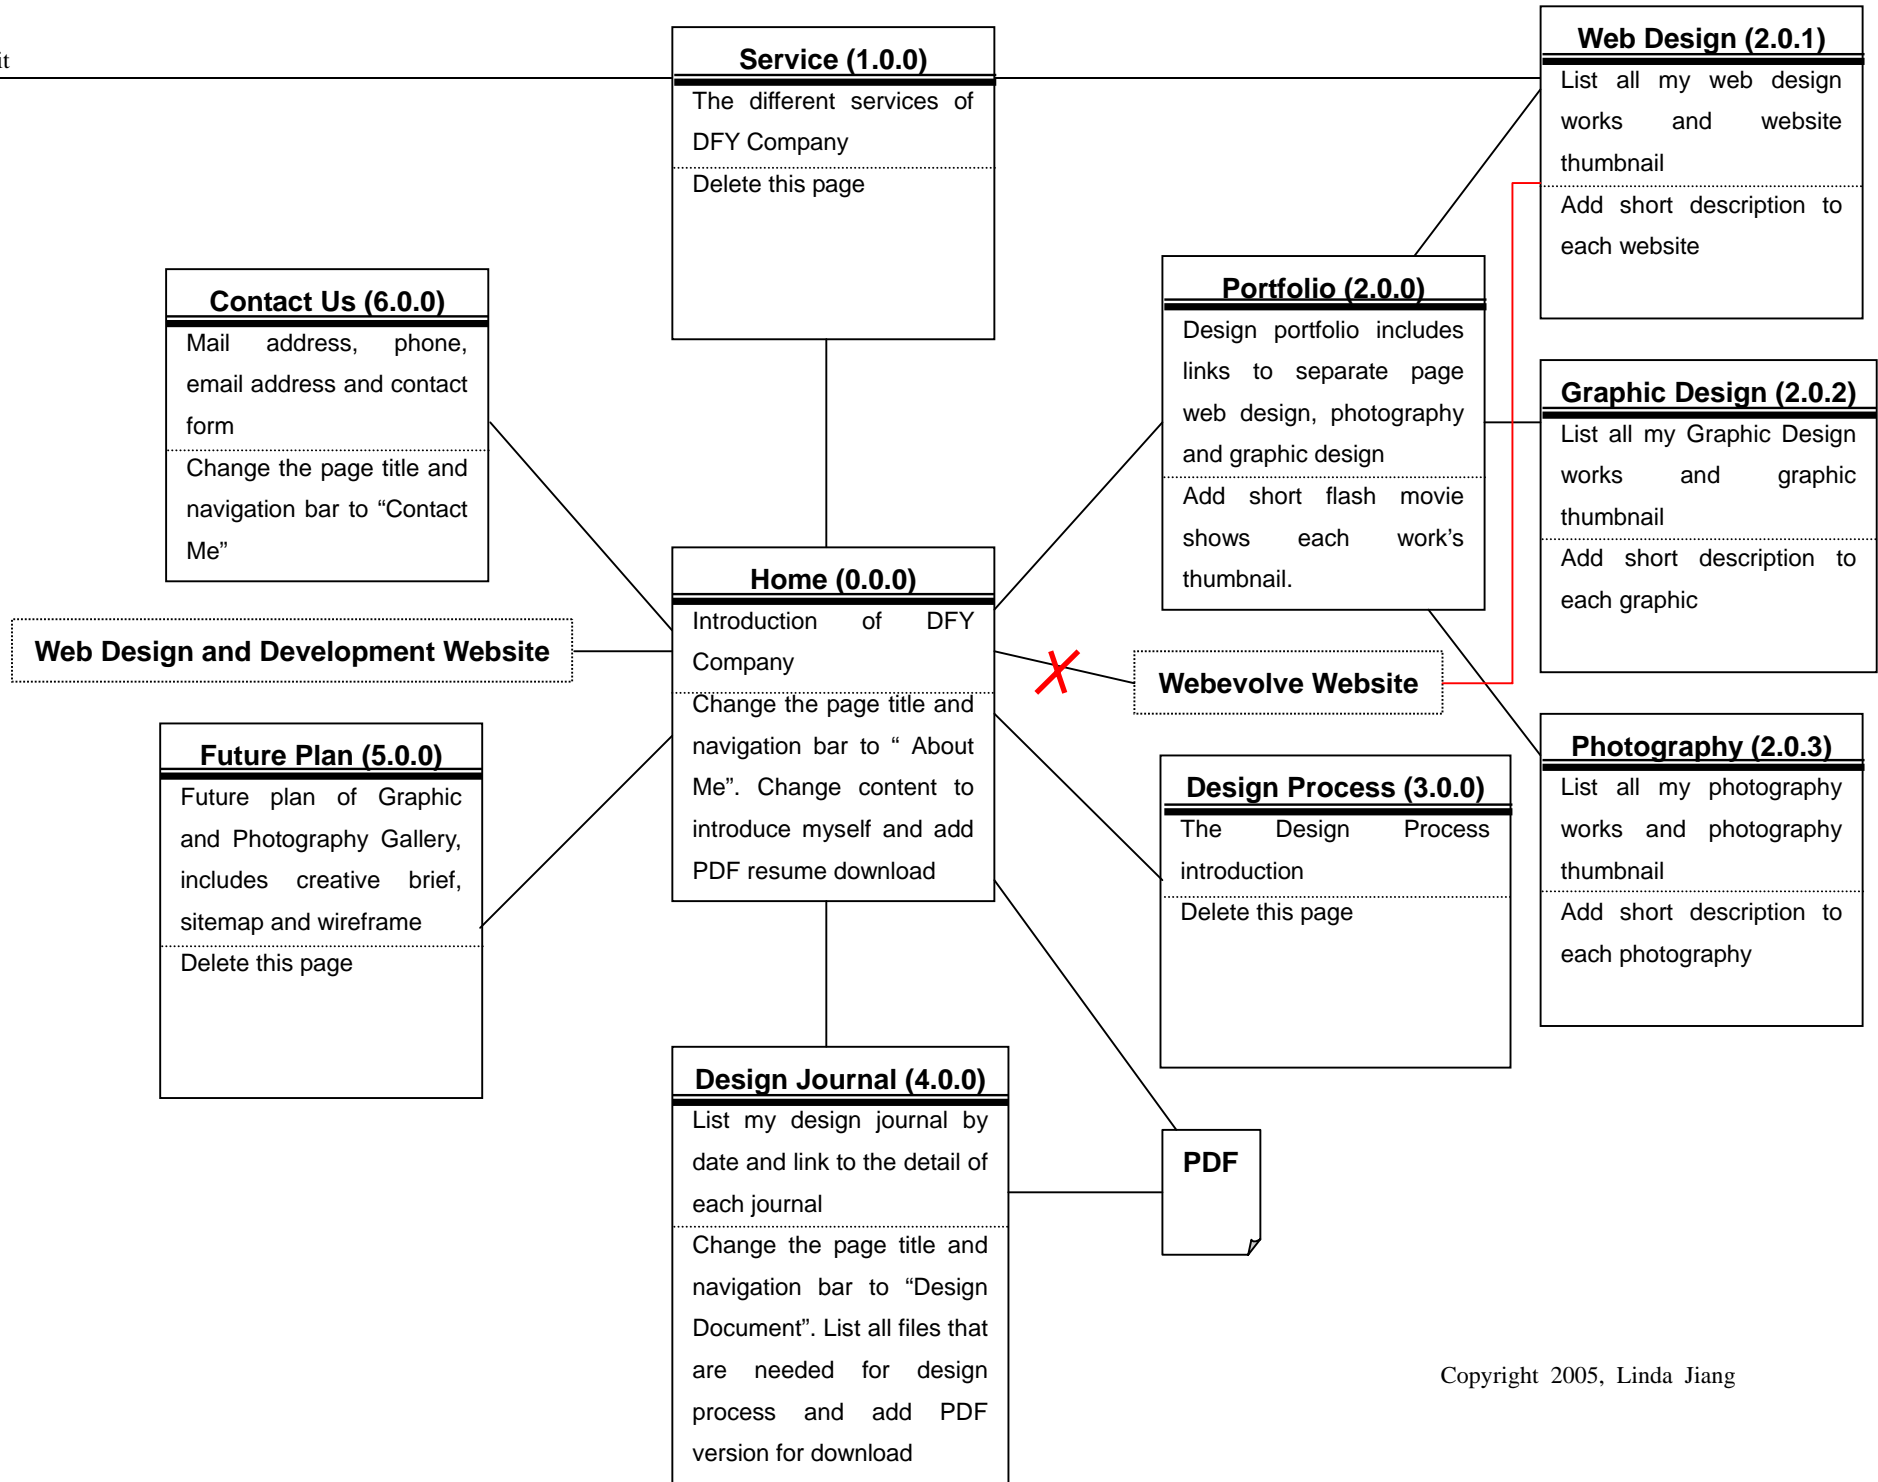 it
Service (1.0.0)
The different services of
DFY Company
Delete this page
Web Design (2.0.1)
List all my web design
works and website
thumbnail
Add short description to
each website
Contact Us (6.0.0)
Mail address, phone,
email address and contact
form
Change the page title and
navigation bar to “Contact
Me”
Portfolio (2.0.0)
Design portfolio includes
links to separate page
web design, photography
and graphic design
Add short flash movie
shows each work’s
thumbnail.
Graphic Design (2.0.2)
List all my Graphic Design
works and graphic
thumbnail
Add short description to
each graphic
Home (0.0.0)
Introduction of DFY
Company
Change the page title and
navigation bar to “ About
Me”. Change content to
introduce myself and add
PDF resume download
Web Design and Development Website
Webevolve Website
Future Plan (5.0.0)
Future plan of Graphic
and Photography Gallery,
includes creative brief,
sitemap and wireframe
Delete this page
Design Process (3.0.0)
The Design Process
introduction
Delete this page
Photography (2.0.3)
List all my photography
works and photography
thumbnail
Add short description to
each photography
Design Journal (4.0.0)
List my design journal by
date and link to the detail of
each journal
Change the page title and
navigation bar to “Design
Document”. List all files that
are needed for design
process and add PDF
version for download
PDF
Copyright 2005, Linda Jiang